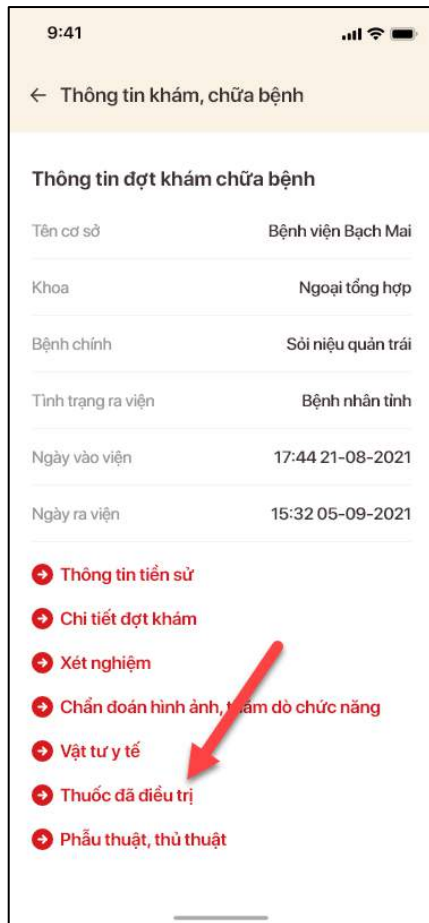 9:41
Thông tin khám, chữa bệnh
Thông tin đợt khám chữa bệnh
Tên cơ sở Bệnh viện Bạch Mai
Khoa Ngoại tổng hợp
Bệnh chính Sỏi niệu quản trái
Tình trạng ra viện Bệnh nhân tỉnh
Ngày vào viện 17:44 21-08-2021
Ngày ra viện 15:32 05-09-2021
Thông tin tiền sử
Chi tiết đợt khám
Xét nghiệm
Chẩn đoán hình ảnh, thăm dò chức năng
Vật tư y tế
Thuốc đã điều trị
Phẫu thuật, thủ thuật